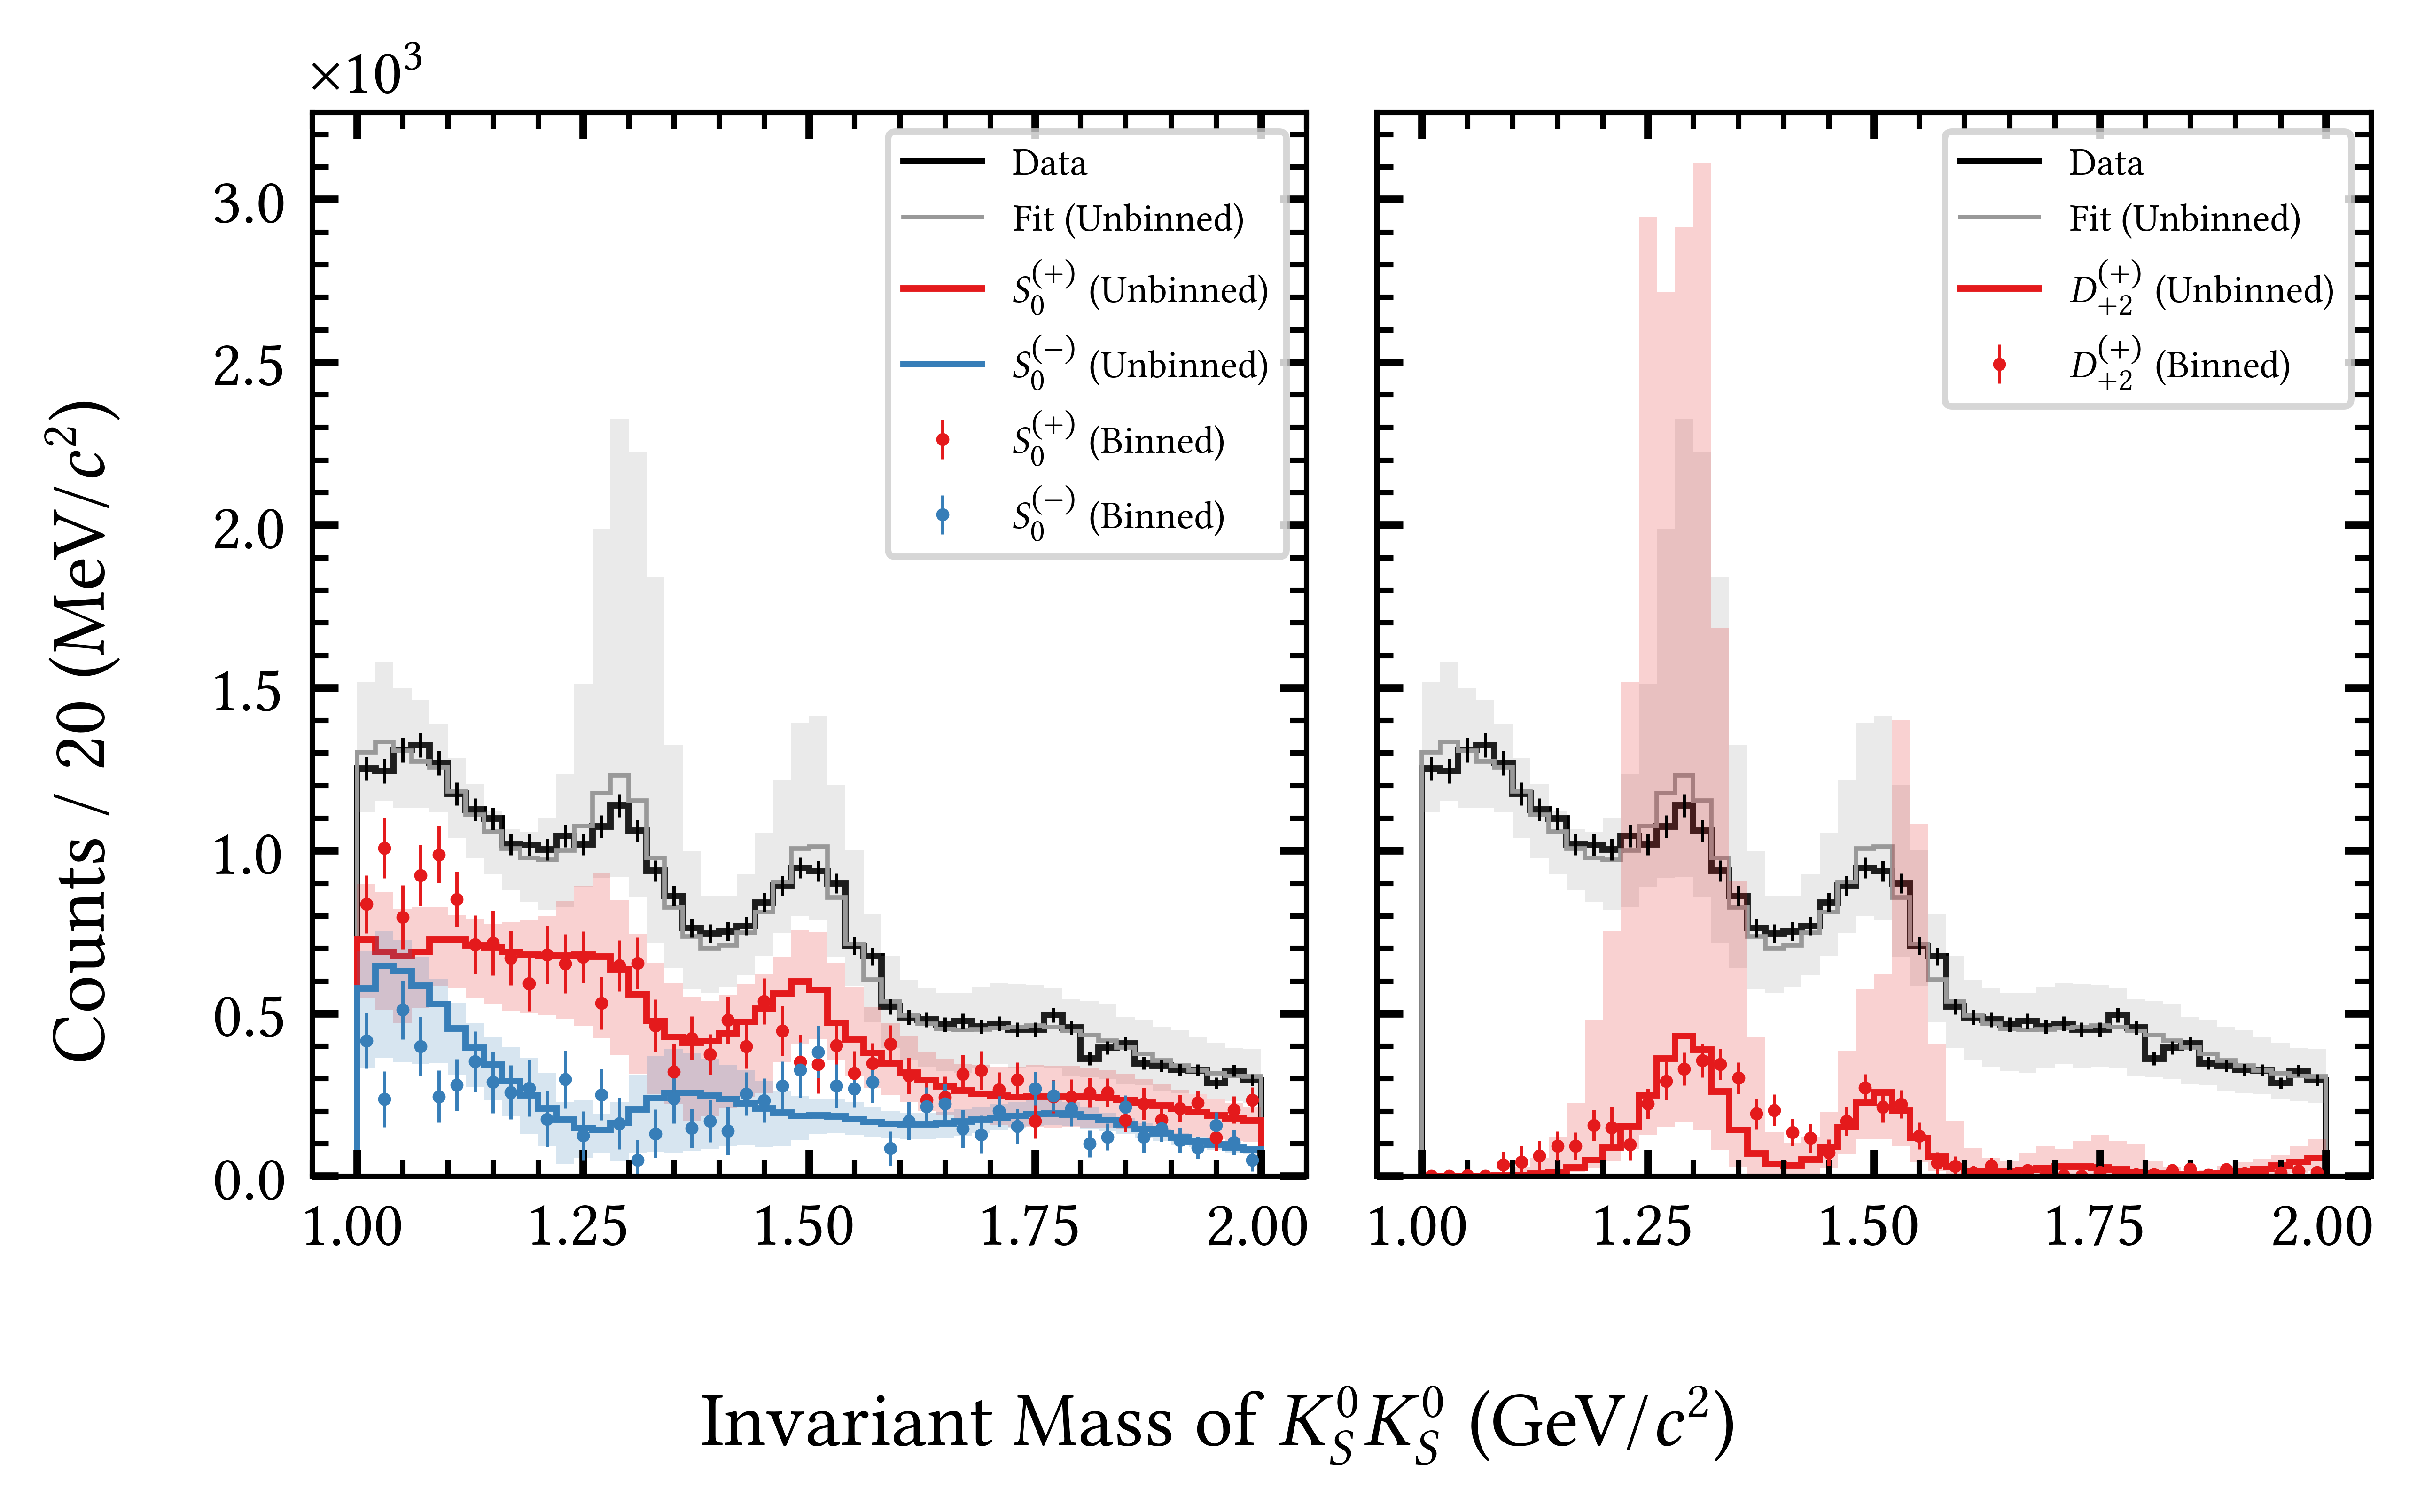 ×10³
Counts / 20 (MeV/c²)
3.0
2.5
2.0
1.5
1.0
0.5
0.0
1.00 1.25 1.50 1.75 2.00
Data
Fit (Unbinned)
S₀⁽⁺⁾ (Unbinned)
S₀⁽⁻⁾ (Unbinned)
S₀⁽⁺⁾ (Binned)
S₀⁽⁻⁾ (Binned)
Data
Fit (Unbinned)
D₊₂⁽⁺⁾ (Unbinned)
D₊₂⁽⁺⁾ (Binned)
1.00 1.25 1.50 1.75 2.00
Invariant Mass of K_S⁰K_S⁰ (GeV/c²)